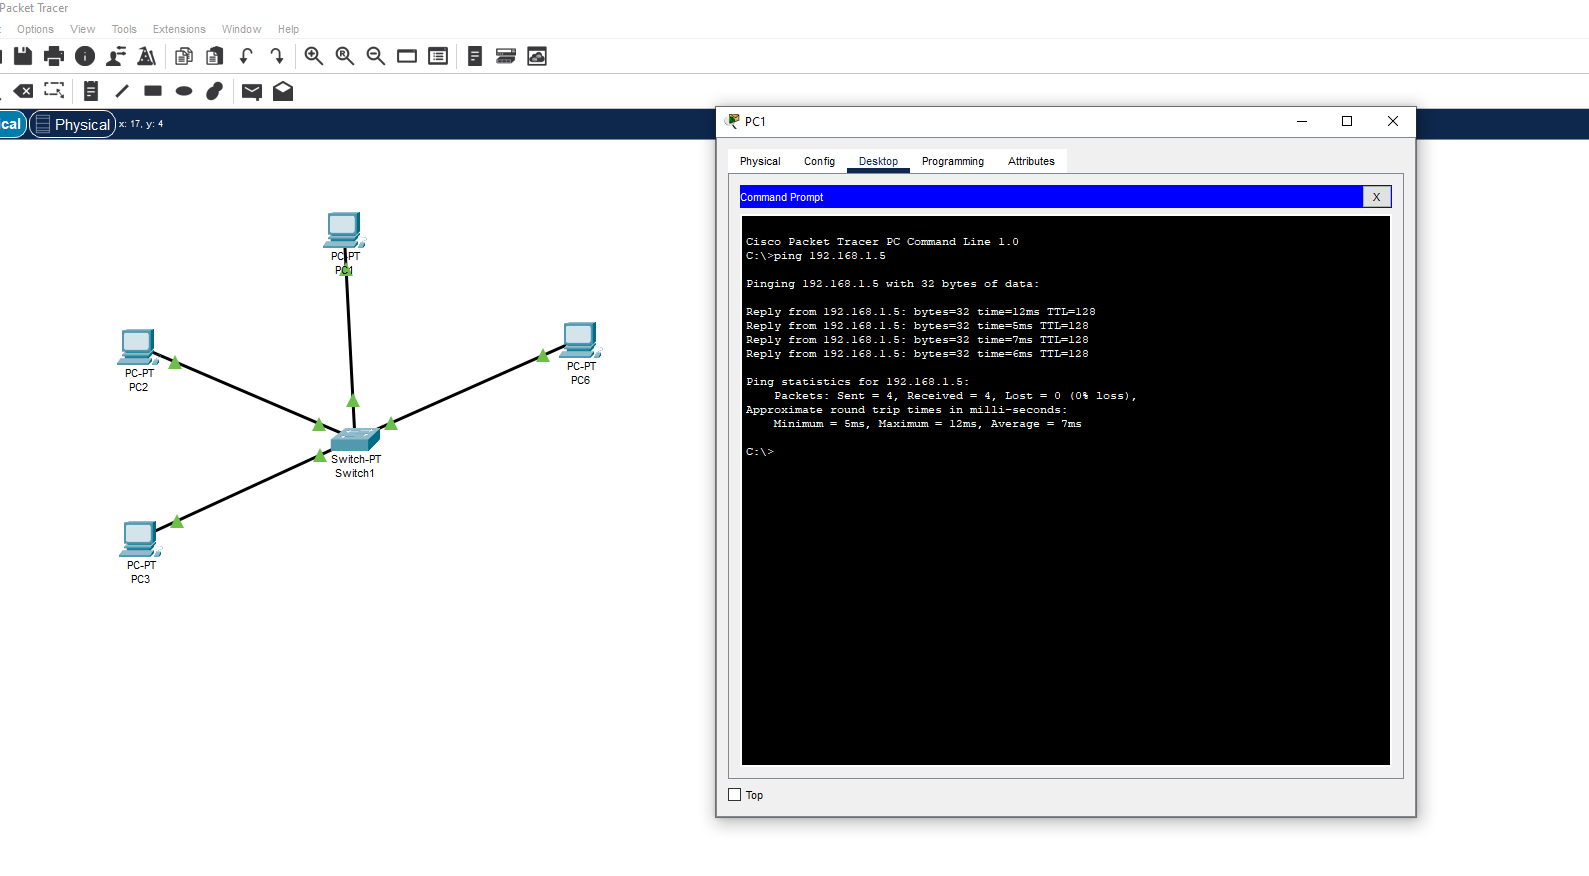 Packet Tracer
Options View Tools Extensions Window Help
cal Physical x: 17, y: 4
PC-PT
PC1
PC-PT
PC2
PC-PT
PC6
Switch-PT
Switch1
PC-PT
PC3
PC1
Physical Config Desktop Programming Attributes
Command Prompt X
Cisco Packet Tracer PC Command Line 1.0
C:\>ping 192.168.1.5
Pinging 192.168.1.5 with 32 bytes of data:
Reply from 192.168.1.5: bytes=32 time=12ms TTL=128
Reply from 192.168.1.5: bytes=32 time=5ms TTL=128
Reply from 192.168.1.5: bytes=32 time=7ms TTL=128
Reply from 192.168.1.5: bytes=32 time=6ms TTL=128
Ping statistics for 192.168.1.5:
Packets: Sent = 4, Received = 4, Lost = 0 (0% loss),
Approximate round trip times in milli-seconds:
Minimum = 5ms, Maximum = 12ms, Average = 7ms
C:\>
Top